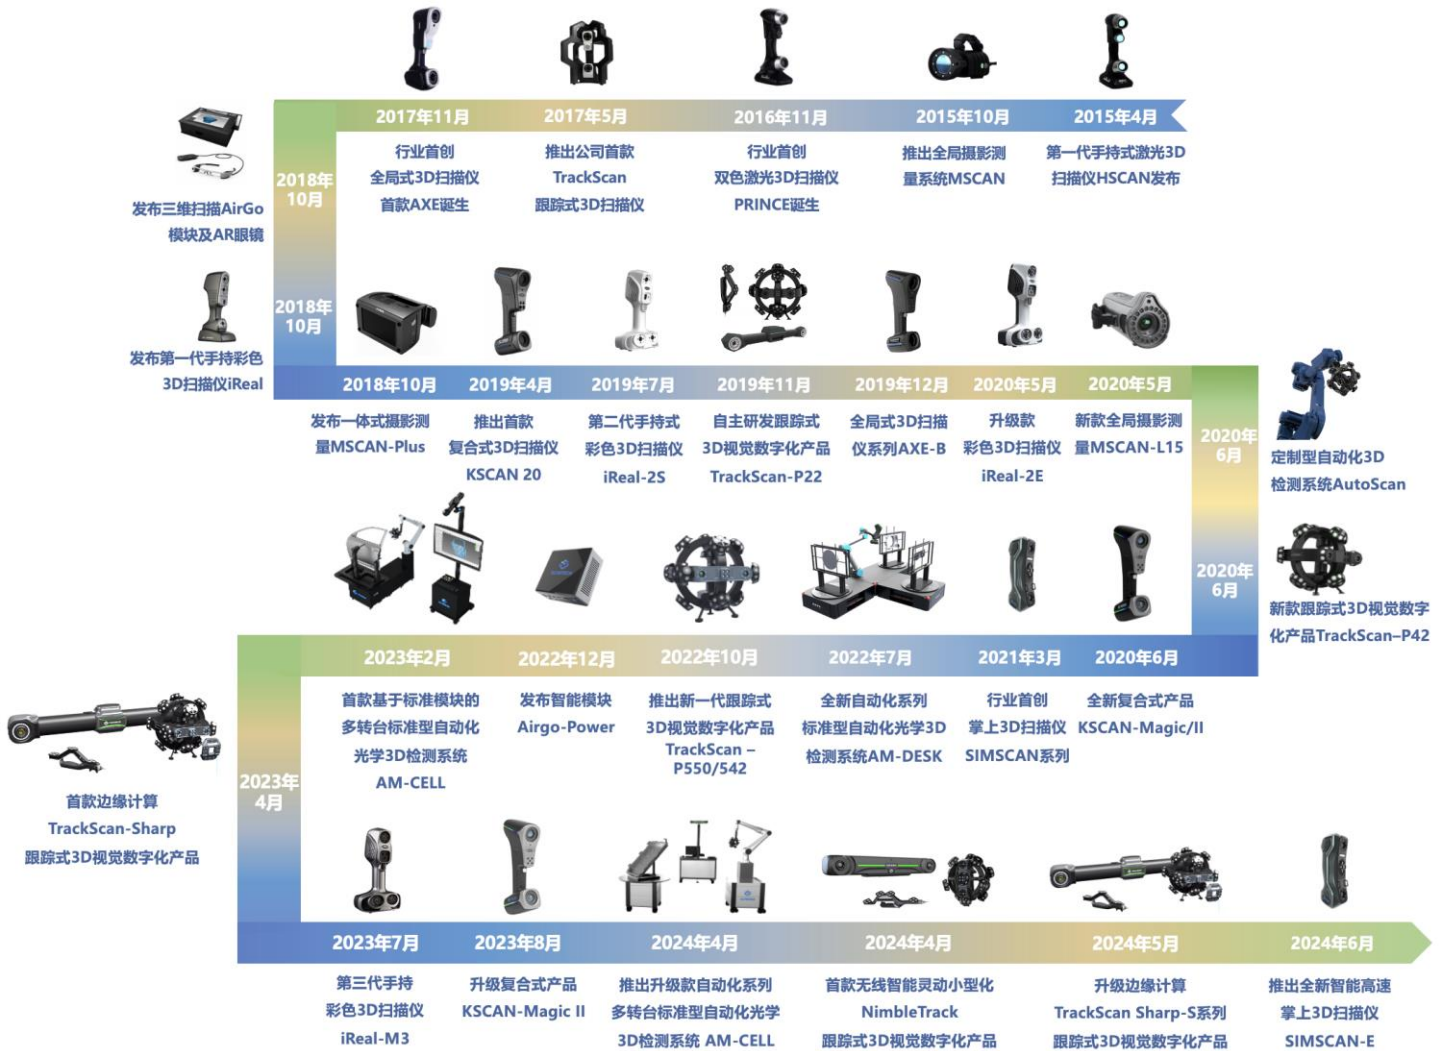 2017年11月
2017年5月
2016年11月
2015年10月
2015年4月
行业首创
全局式3D扫描仪
首款AXE诞生
推出公司首款
TrackScan
跟踪式3D扫描仪
行业首创
双色激光3D扫描仪
PRINCE诞生
推出全局摄影测
量系统MSCAN
第一代手持式激光3D
扫描仪HSCAN发布
2018年
10月
发布三维扫描AirGo
模块及AR眼镜
2018年
10月
发布第一代手持彩色
3D扫描仪iReal
2018年10月
2019年4月
2019年7月
2019年11月
2019年12月
2020年5月
2020年5月
发布一体式摄影测
量MSCAN-Plus
推出首款
复合式3D扫描仪
KSCAN 20
第二代手持式
彩色3D扫描仪
iReal-2S
自主研发跟踪式
3D视觉数字化产品
TrackScan-P22
全局式3D扫描
仪系列AXE-B
升级款
彩色3D扫描仪
iReal-2E
新款全局摄影测
量MSCAN-L15
2020年
6月
定制型自动化3D
检测系统AutoScan
2020年
6月
新款跟踪式3D视觉数字
化产品TrackScan–P42
2023年2月
2022年12月
2022年10月
2022年7月
2021年3月
2020年6月
首款基于标准模块的
多转台标准型自动化
光学3D检测系统
AM-CELL
发布智能模块
Airgo-Power
推出新一代跟踪式
3D视觉数字化产品
TrackScan –
P550/542
全新自动化系列
标准型自动化光学3D
检测系统AM-DESK
行业首创
掌上3D扫描仪
SIMSCAN系列
全新复合式产品
KSCAN-Magic/II
2023年
4月
首款边缘计算
TrackScan-Sharp
跟踪式3D视觉数字化产品
2023年7月
2023年8月
2024年4月
2024年4月
2024年5月
2024年6月
第三代手持
彩色3D扫描仪
iReal-M3
升级复合式产品
KSCAN-Magic II
推出升级款自动化系列
多转台标准型自动化光学
3D检测系统 AM-CELL
首款无线智能灵动小型化
NimbleTrack
跟踪式3D视觉数字化产品
升级边缘计算
TrackScan Sharp-S系列
跟踪式3D视觉数字化产品
推出全新智能高速
掌上3D扫描仪
SIMSCAN-E